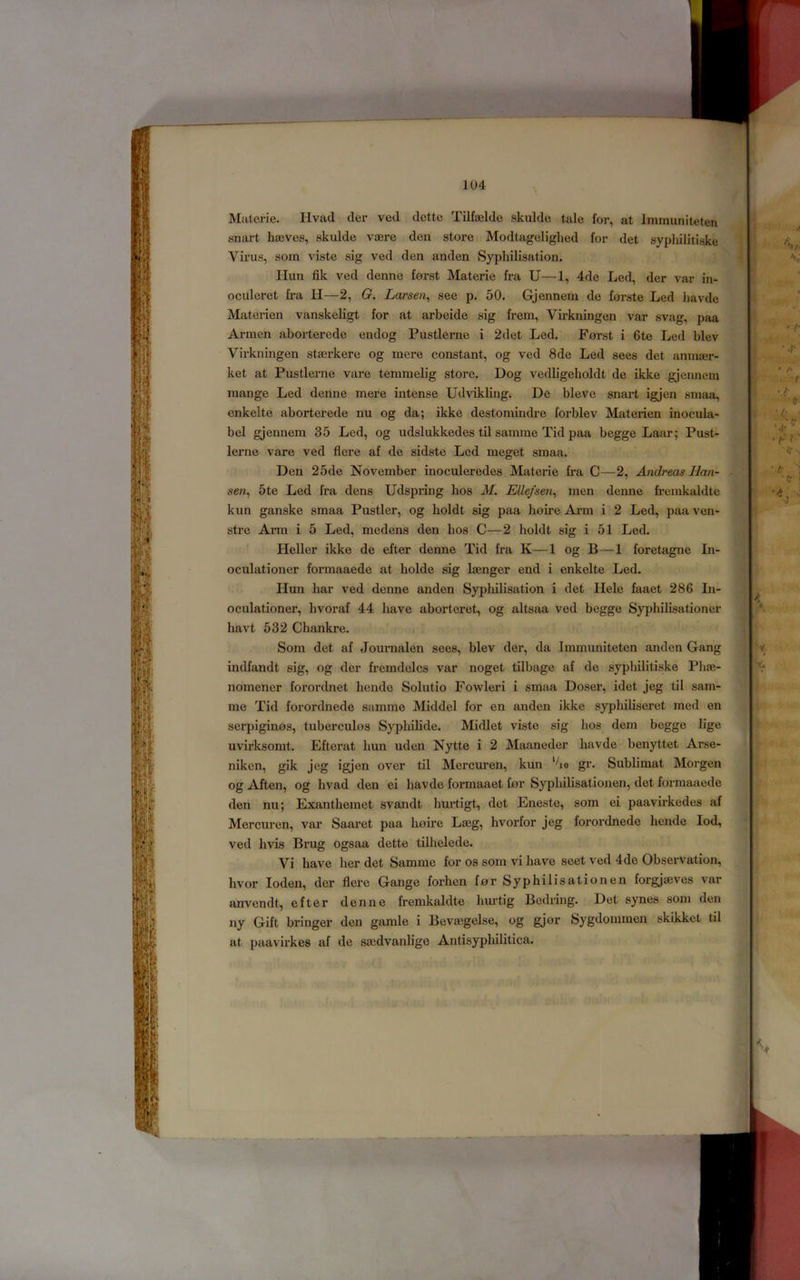 104
Materie. Hvad der ved dette Tilfælde skulde tale for, at Immuniteten
snart hæves, skulde være den store Modtagelighed for det syphilitiske
Virus, som viste sig ved den anden Syphilisation.
Hun fik ved denne først Materie fra U—1, 4de Led, der var in-
oculeret fra H—2, G. Larsen, see p. 50. Gjennem de første Led havde
Materien vanskeligt for at arbeide sig frem, Virkningen var svag, paa
Armen aborterede endog Pustlerne i 2det Led. Først i 6te Led blev
Virkningen stærkere og mere constant, og ved 8de Led sees det anmær-
ket at Pustlerne vare temmelig store. Dog vedligeholdt de ikke gjennem
mange Led denne mere intense Udvikling. De bleve snart igjen smaa,
enkelte aborterede nu og da; ikke destomindre forblev Materien inocula-
bel gjennem 35 Led, og udslukkedes til samme Tid paa begge Laar; Pust-
lerne vare ved flere af de sidste Led meget smaa.
Den 25de November inoculeredes Materie fra C—2, Andreas Han-
sen, 5te Led fra dens Udspring hos M. Ellefsen, men denne fremkaldte
kun ganske smaa Pustler, og holdt sig paa høire Arm i 2 Led, paa ven-
stre Arm i 5 Led, medens den hos C—2 holdt sig i 51 Led.
Heller ikke de efter denne Tid fra K—1 og B—1 foretagne In-
oculationer formaaede at holde sig længer end i enkelte Led.
Hun har ved denne anden Syphilisation i det Hele faaet 286 In-
oculationer, hvoraf 44 have aborteret, og altsaa ved begge Syphilisationer
havt 532 Chankre.
Som det af Journalen sees, blev der, da Immuniteten anden Gang
indfandt sig, og der fremdeles var noget tilbage af de syphilitiske Phæ-
nomener forordnet hende Solutio Fowleri i smaa Doser, idet jeg til sam-
me Tid forordnede samme Middel for en anden ikke syphiliseret med en
serpiginøs, tuberculøs Syphilide. Midlet viste sig hos dem begge lige
uvirksomt. Efterat hun uden Nytte i 2 Maaneder havde benyttet Arse-
niken, gik jeg igjen over til Mercuren, kun 1/10 gr. Sublimat Morgen
og Aften, og hvad den ei havde formaaet før Syphilisationen, det formaaede
den nu; Exanthemet svandt hurtigt, det Eneste, som ei paavirkedes af
Mercuren, var Saaret paa høire Læg, hvorfor jeg forordnede hende Iod,
ved hvis Brug ogsaa dette tilhelede.
Vi have her det Samme for os som vi have seet ved 4de Observation,
hvor Ioden, der flere Gange forhen før Syphilisationen forgjæves var
anvendt, efter denne fremkaldte hurtig Bedring. Det synes som den
ny Gift bringer den gamle i Bevægelse, og gjør Sygdommen skikket til
at paavirkes af de sædvanlige Antisyphilitica.